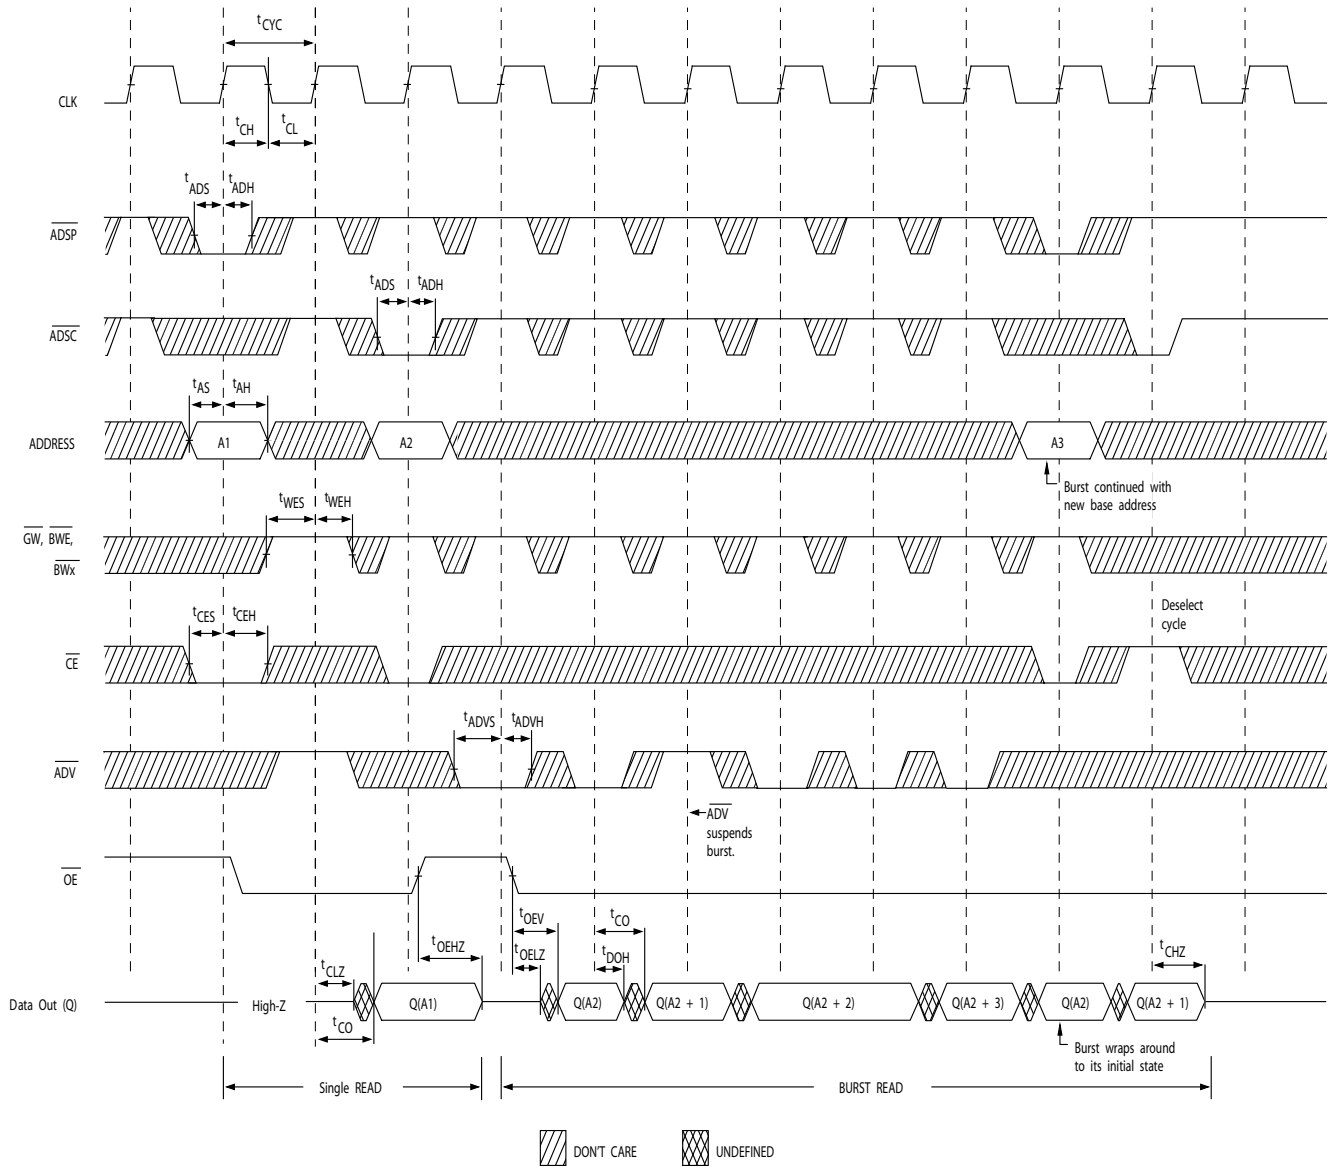 tCYC
CLK
tCH
tCL
tADS
tADH
ADSP
tADS
tADH
ADSC
tAS
tAH
ADDRESS
A1
A2
A3
Burst continued with
new base address
tWES
tWEH
GW, BWE,
BWx
tCES
tCEH
Deselect
cycle
CE
tADVS
tADVH
ADV
ADV
suspends
burst.
OE
tOEV
tCO
tOEHZ
tOELZ
tDOH
tCHZ
tCLZ
Data Out (Q)
High-Z
Q(A1)
Q(A2)
Q(A2 + 1)
Q(A2 + 2)
Q(A2 + 3)
Q(A2)
Q(A2 + 1)
tCO
Burst wraps around
to its initial state
Single READ
BURST READ
DON'T CARE
UNDEFINED